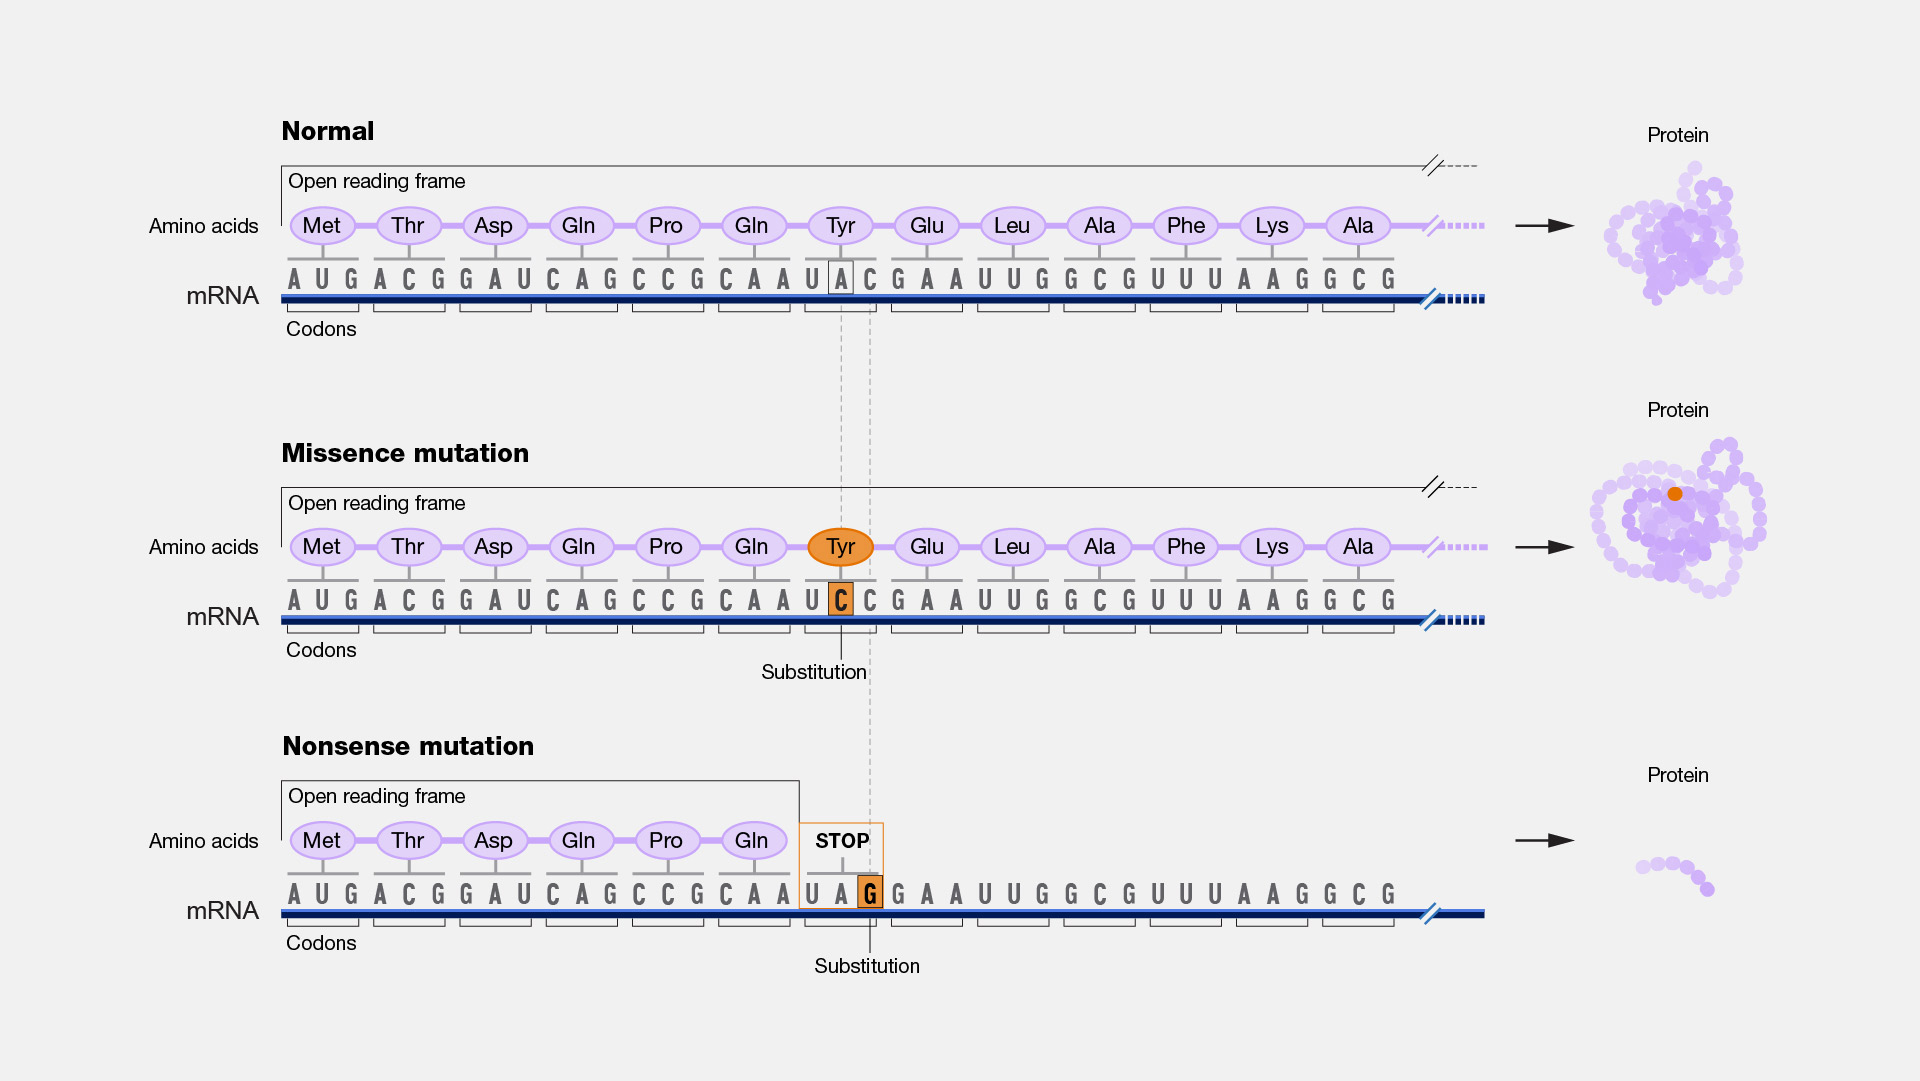 Normal
Protein
Open reading frame
Amino acids Met Thr Asp Gln Pro Gln Tyr Glu Leu Ala Phe Lys Ala
mRNA A U G A C G G A U C A G C C G C A A U A C G A A U U G G C G U U U A A G G C G
Codons
Protein
Missence mutation
Open reading frame
Amino acids Met Thr Asp Gln Pro Gln Tyr Glu Leu Ala Phe Lys Ala
mRNA A U G A C G G A U C A G C C G C A A U C C G A A U U G G C G U U U A A G G C G
Codons
Substitution
Nonsense mutation
Protein
Open reading frame
Amino acids Met Thr Asp Gln Pro Gln STOP
mRNA A U G A C G G A U C A G C C G C A A U A G G A A U U G G C G U U U A A G G C G
Codons
Substitution